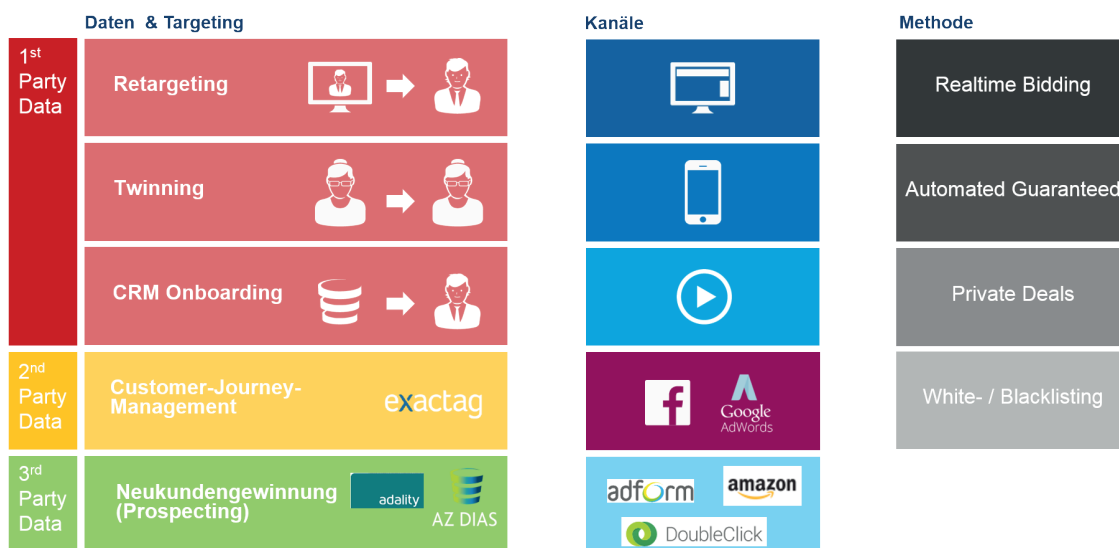 Daten & Targeting
1st
Party
Data
Retargeting
Twinning
CRM Onboarding
2nd
Party
Data
Customer-Journey-
Management
exactag
3rd
Party
Data
Neukundengewinnung
(Prospecting)
adality
AZ DIAS
Kanäle
Google
AdWords
adform
amazon
DoubleClick
Methode
Realtime Bidding
Automated Guaranteed
Private Deals
White- / Blacklisting